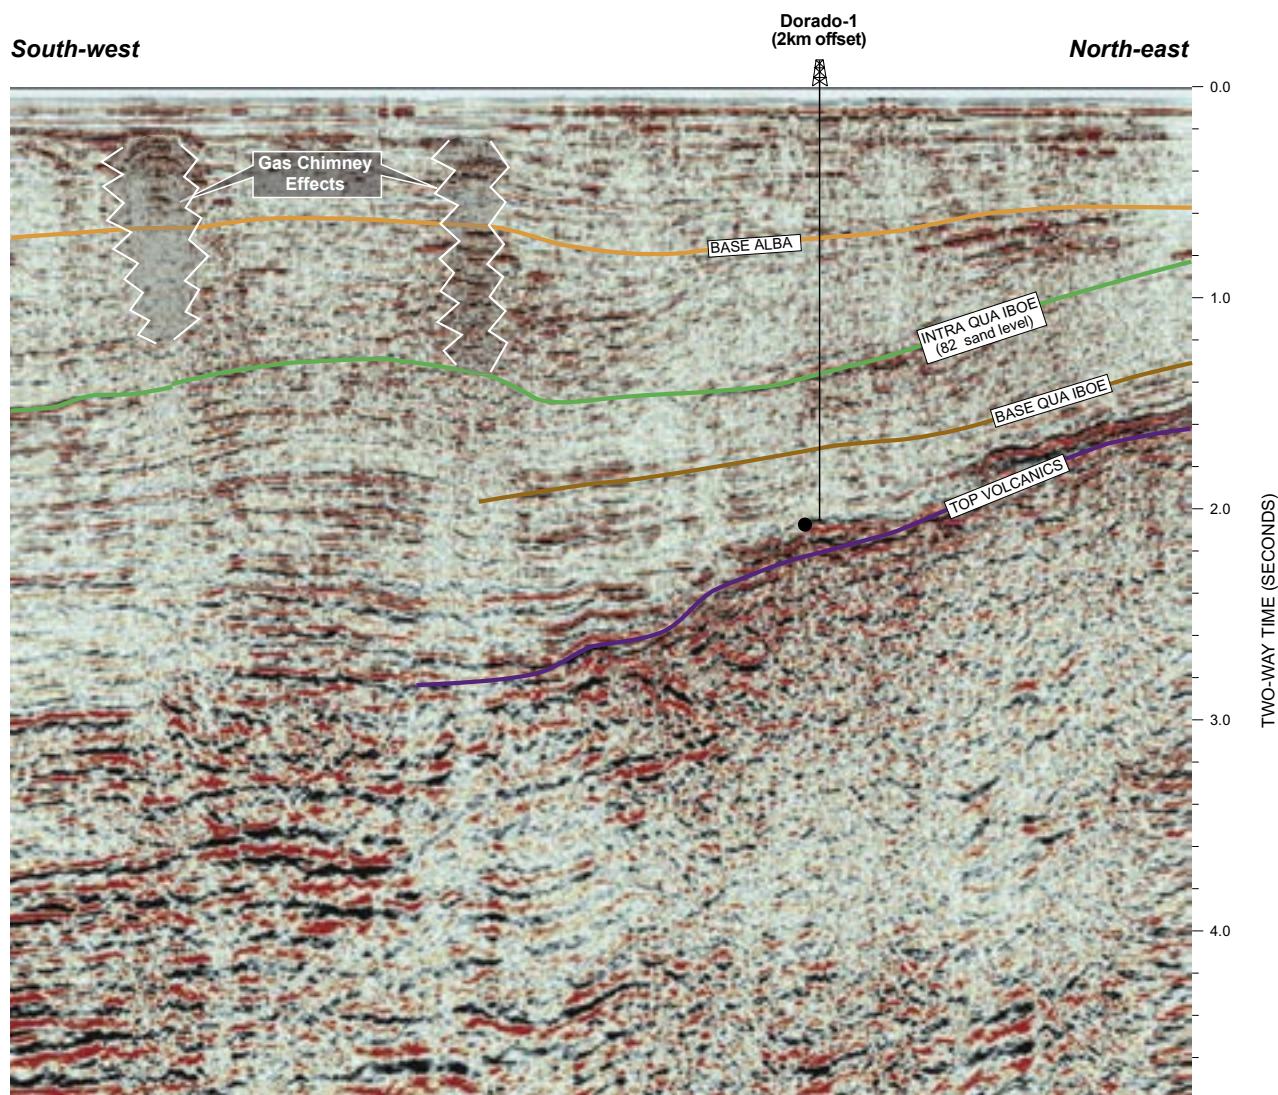 Dorado-1
(2km offset)
South-west
North-east
0.0
Gas Chimney
Effects
BASE ALBA
1.0
INTRA QUA IBOE
(82 sand level)
BASE QUA IBOE
TOP VOLCANICS
2.0
TWO-WAY TIME (SECONDS)
3.0
4.0